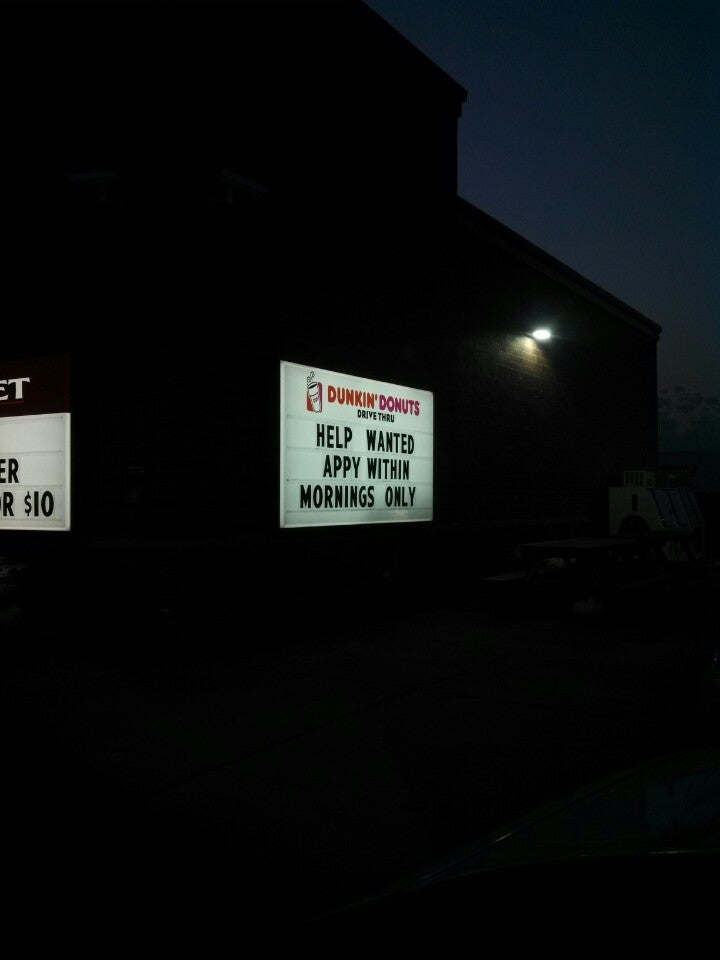 ET
ER
R $10
DUNKIN' DONUTS
DRIVE THRU
HELP WANTED
APPY WITHIN
MORNINGS ONLY